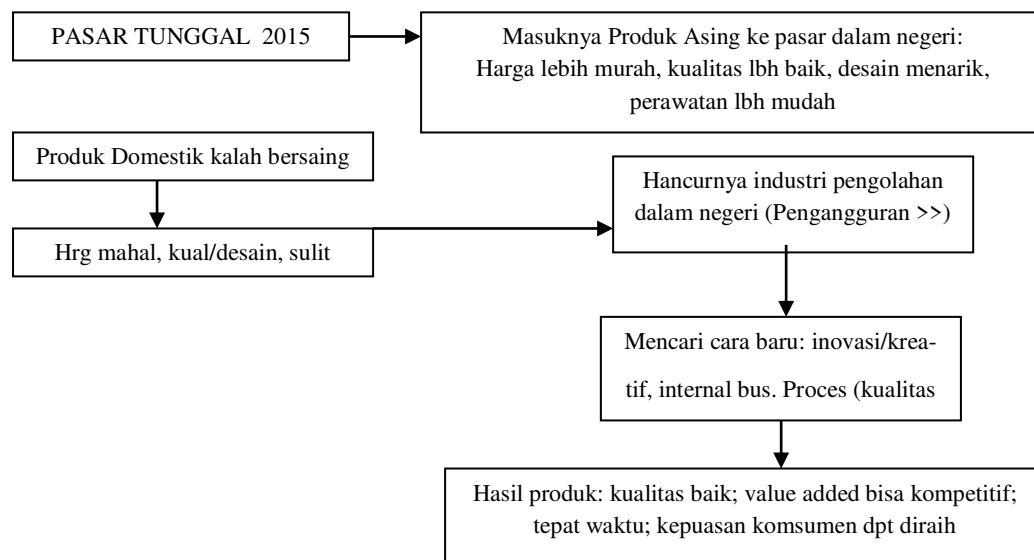 PASAR TUNGGAL 2015
Masuknya Produk Asing ke pasar dalam negeri:
Harga lebih murah, kualitas lbh baik, desain menarik,
perawatan lbh mudah
Produk Domestik kalah bersaing
Hrg mahal, kual/desain, sulit
Hancurnya industri pengolahan
dalam negeri (Pengangguran >>)
Mencari cara baru: inovasi/krea-
tif, internal bus. Proces (kualitas
Hasil produk: kualitas baik; value added bisa kompetitif;
tepat waktu; kepuasan komsumen dpt diraih